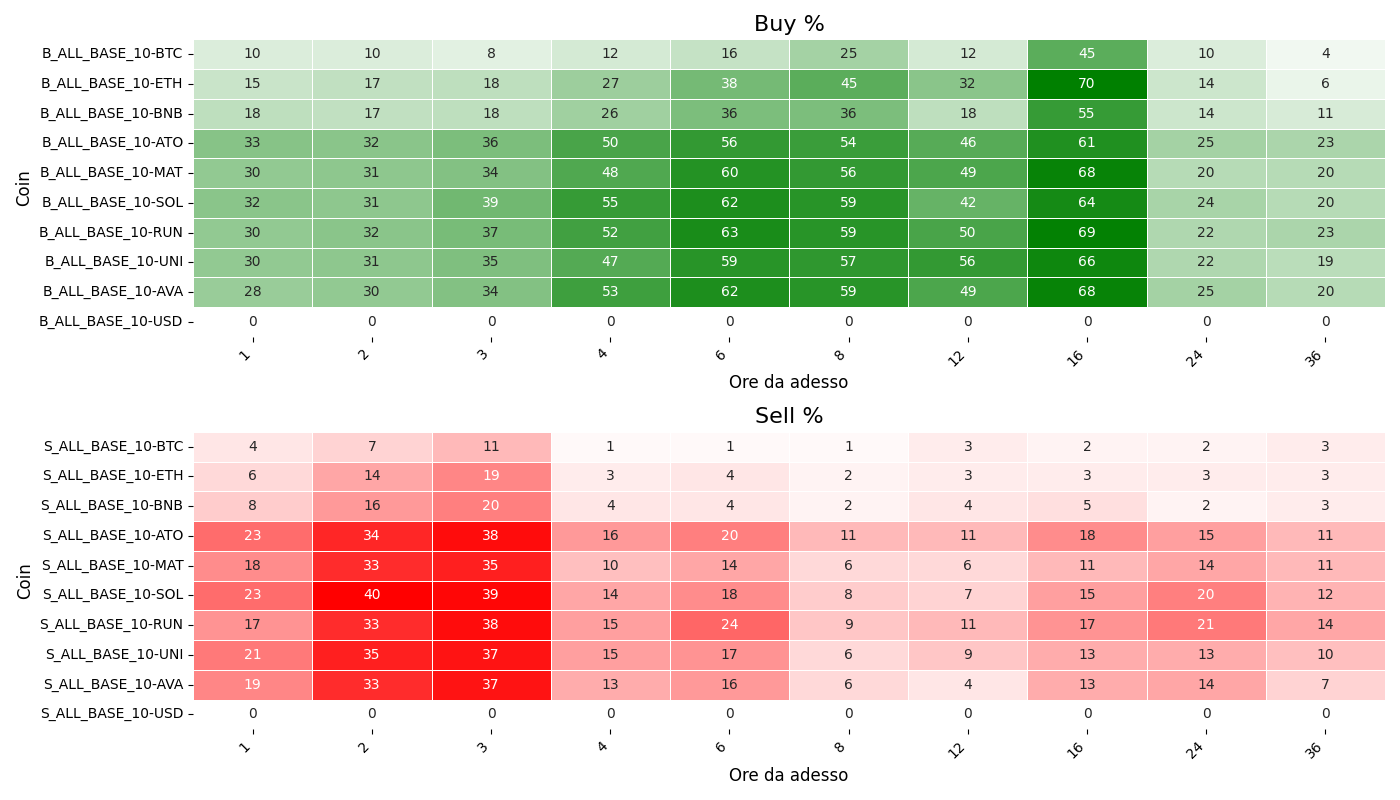 Buy %
Coin
B_ALL_BASE_10-BTC 10 10 8 12 16 25 12 45 10 4
B_ALL_BASE_10-ETH 15 17 18 27 38 45 32 70 14 6
B_ALL_BASE_10-BNB 18 17 18 26 36 36 18 55 14 11
B_ALL_BASE_10-ATO 33 32 36 50 56 54 46 61 25 23
B_ALL_BASE_10-MAT 30 31 34 48 60 56 49 68 20 20
B_ALL_BASE_10-SOL 32 31 39 55 62 59 42 64 24 20
B_ALL_BASE_10-RUN 30 32 37 52 63 59 50 69 22 23
B_ALL_BASE_10-UNI 30 31 35 47 59 57 56 66 22 19
B_ALL_BASE_10-AVA 28 30 34 53 62 59 49 68 25 20
B_ALL_BASE_10-USD 0 0 0 0 0 0 0 0 0 0
1 2 3 4 6 8 12 16 24 36
Ore da adesso
Sell %
Coin
S_ALL_BASE_10-BTC 4 7 11 1 1 1 3 2 2 3
S_ALL_BASE_10-ETH 6 14 19 3 4 2 3 3 3 3
S_ALL_BASE_10-BNB 8 16 20 4 4 2 4 5 2 3
S_ALL_BASE_10-ATO 23 34 38 16 20 11 11 18 15 11
S_ALL_BASE_10-MAT 18 33 35 10 14 6 6 11 14 11
S_ALL_BASE_10-SOL 23 40 39 14 18 8 7 15 20 12
S_ALL_BASE_10-RUN 17 33 38 15 24 9 11 17 21 14
S_ALL_BASE_10-UNI 21 35 37 15 17 6 9 13 13 10
S_ALL_BASE_10-AVA 19 33 37 13 16 6 4 13 14 7
S_ALL_BASE_10-USD 0 0 0 0 0 0 0 0 0 0
1 2 3 4 6 8 12 16 24 36
Ore da adesso